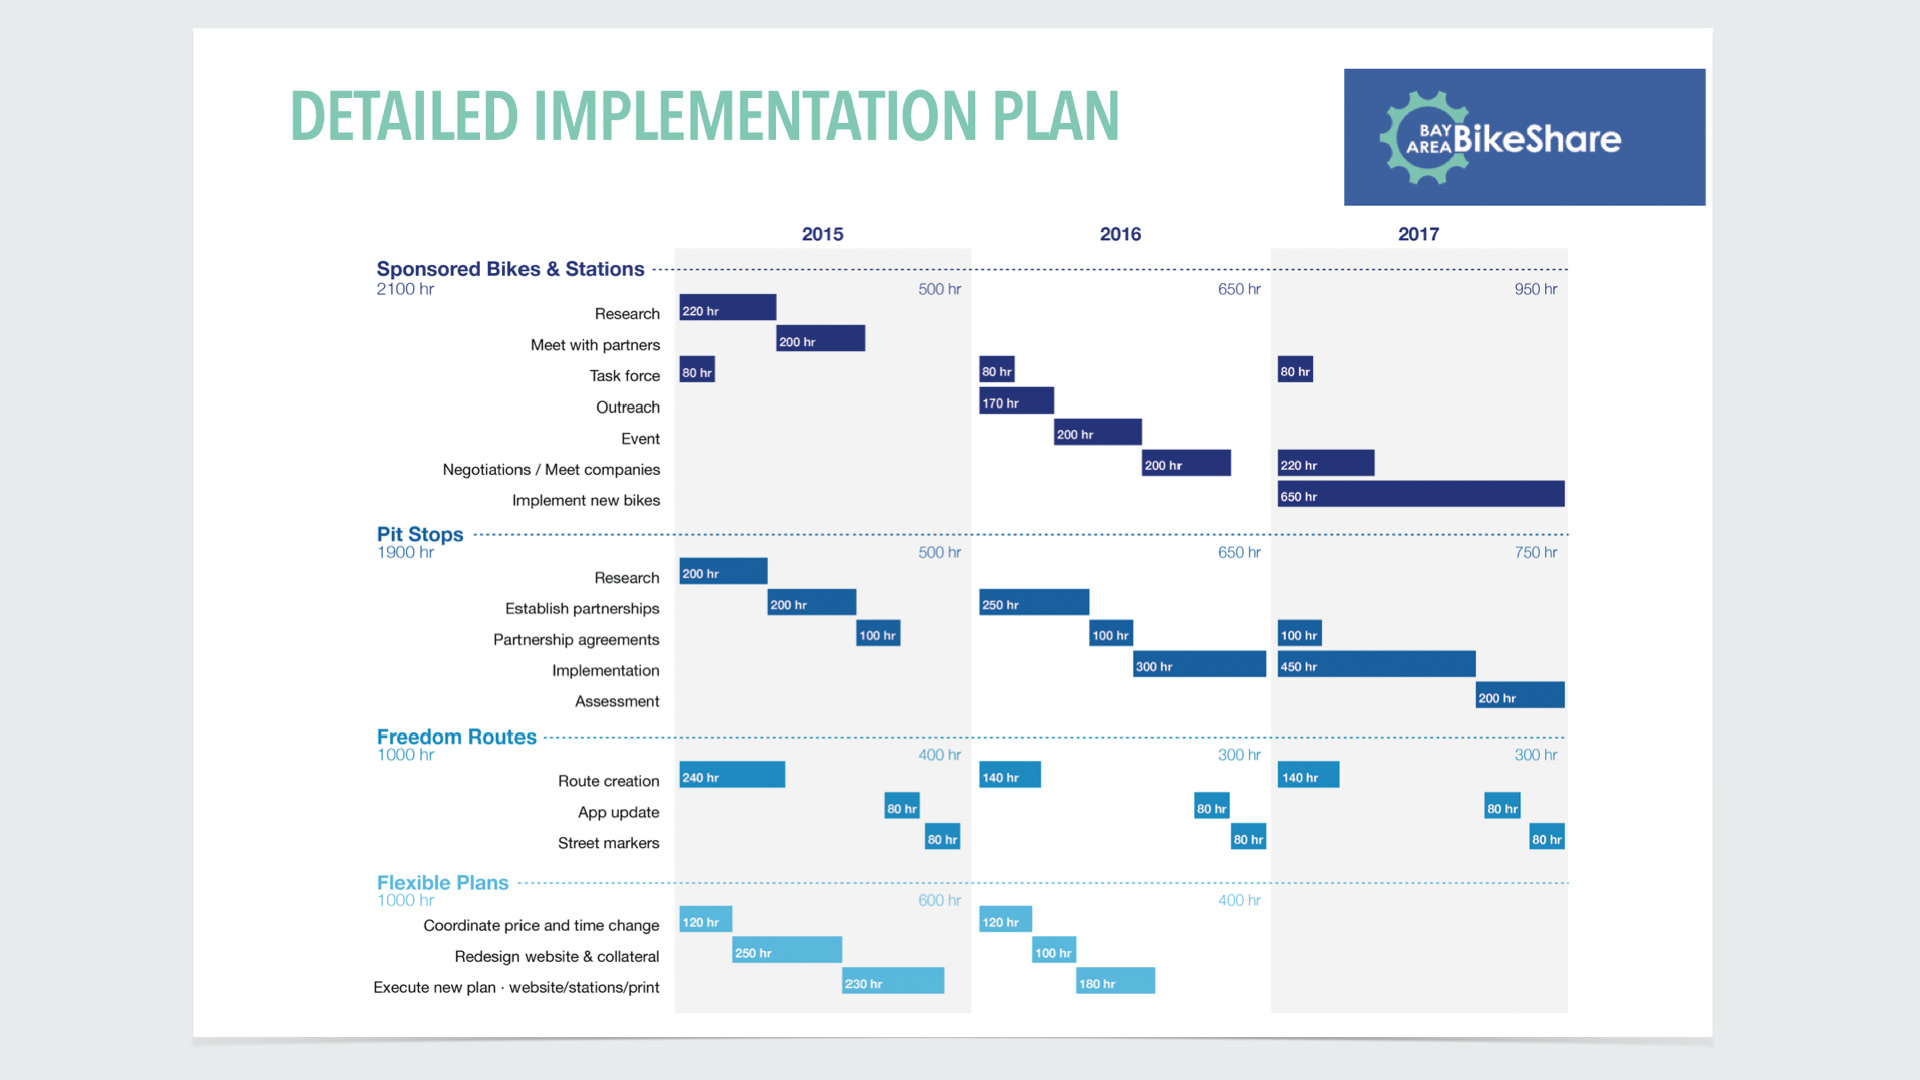 DETAILED IMPLEMENTATION PLAN
BAY
AREA BikeShare
2015 2016 2017
Sponsored Bikes & Stations
2100 hr 500 hr 650 hr 950 hr
Research 220 hr
Meet with partners 200 hr
Task force 80 hr 80 hr 80 hr
Outreach 170 hr
Event 200 hr
Negotiations / Meet companies 200 hr 220 hr
Implement new bikes 650 hr
Pit Stops
1900 hr 500 hr 650 hr 750 hr
Research 200 hr
Establish partnerships 200 hr 250 hr
Partnership agreements 100 hr 100 hr 100 hr
Implementation 300 hr 450 hr
Assessment 200 hr
Freedom Routes
1000 hr 400 hr 300 hr 300 hr
Route creation 240 hr 140 hr 140 hr
App update 80 hr 80 hr 80 hr
Street markers 80 hr 80 hr 80 hr
Flexible Plans
1000 hr 600 hr 400 hr
Coordinate price and time change 120 hr 120 hr
Redesign website & collateral 250 hr 100 hr
Execute new plan · website/stations/print 230 hr 180 hr